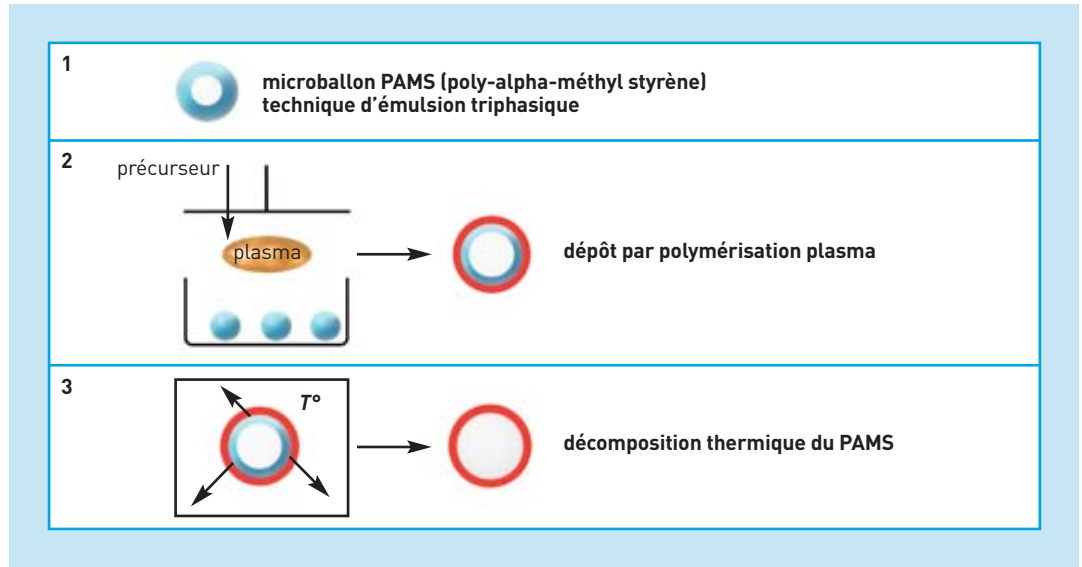 1
microballon PAMS (poly-alpha-méthyl styrène)
technique d'émulsion triphasique
2
précurseur
plasma
dépôt par polymérisation plasma
3
T°
décomposition thermique du PAMS